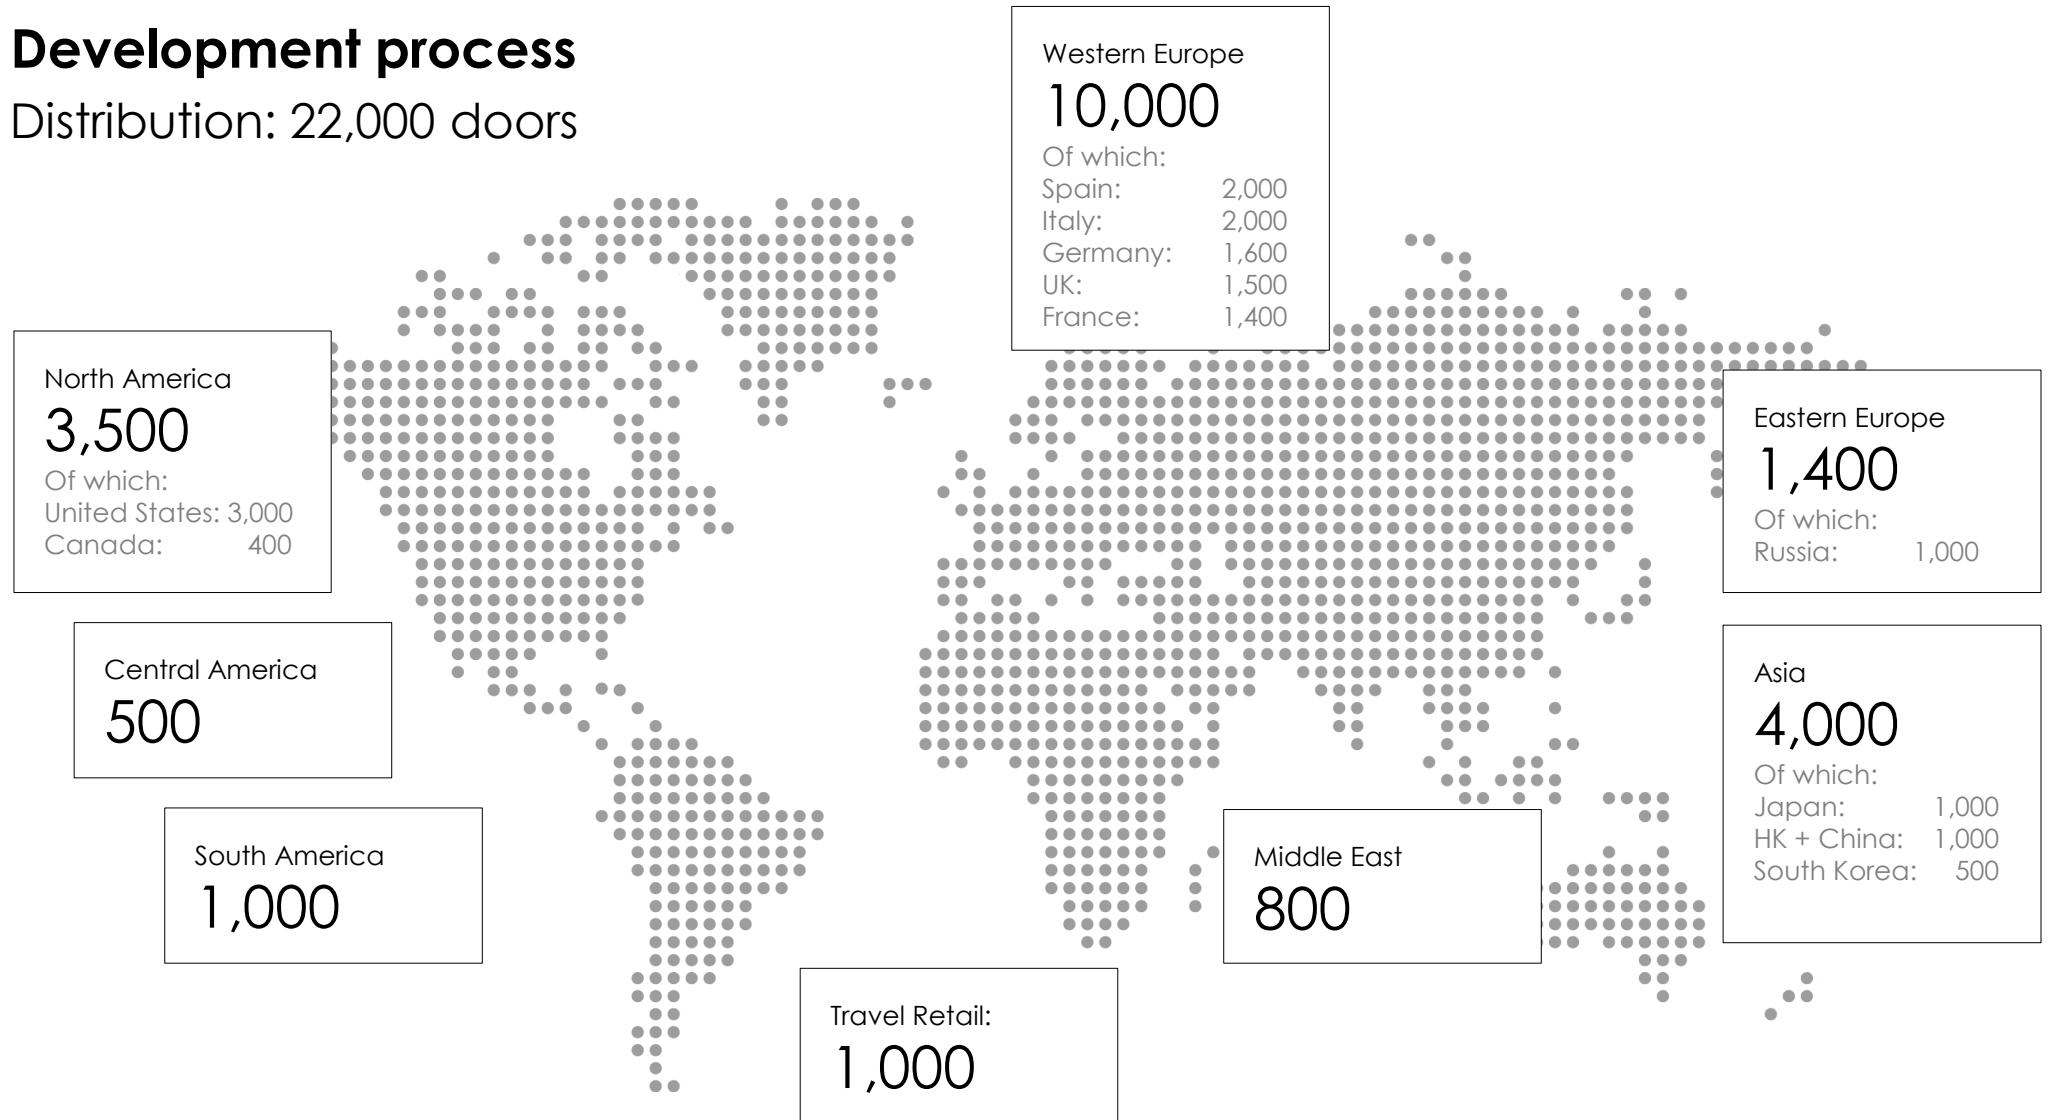 Development process
Distribution: 22,000 doors
Western Europe
10,000
Of which:
Spain: 2,000
Italy: 2,000
Germany: 1,600
UK: 1,500
France: 1,400
North America
3,500
Of which:
United States: 3,000
Canada: 400
Eastern Europe
1,400
Of which:
Russia: 1,000
Central America
500
Asia
4,000
Of which:
Japan: 1,000
HK + China: 1,000
South Korea: 500
South America
1,000
Middle East
800
Travel Retail:
1,000